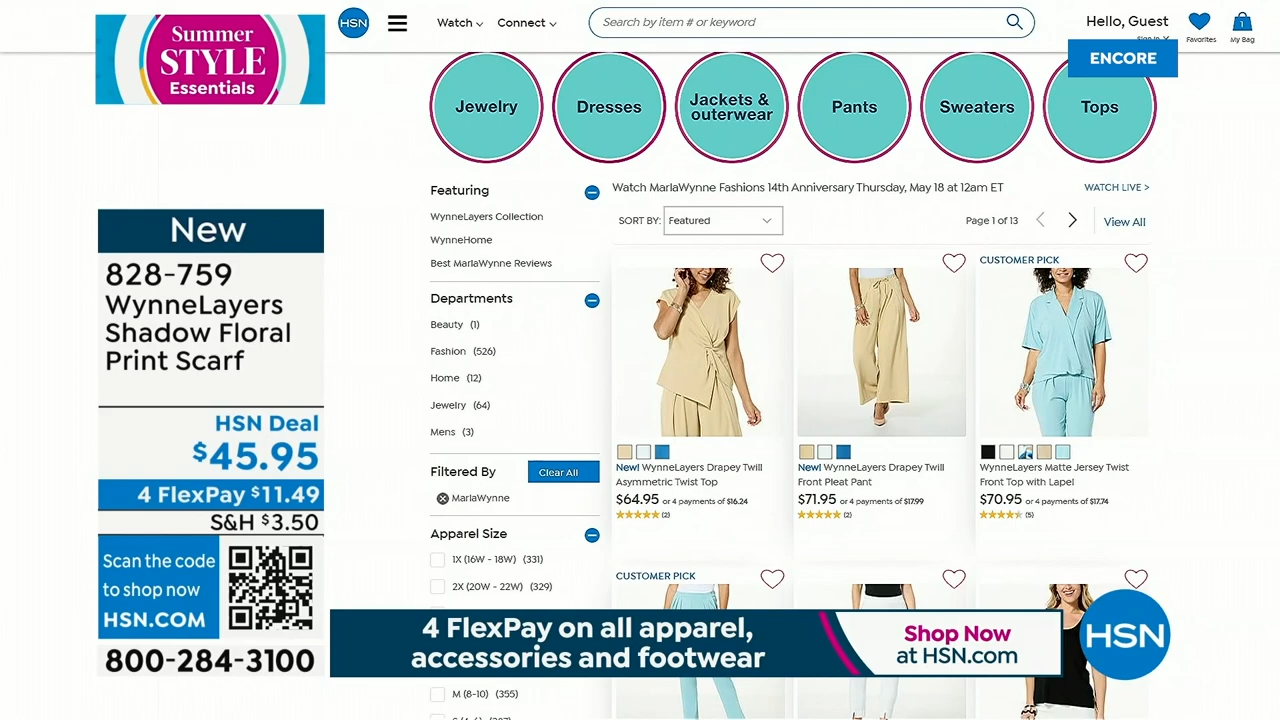 Summer
STYLE
Essentials
HSN
Watch
Connect
Search by item # or keyword
Hello, Guest
Sign In
Favorites
1
My Bag
ENCORE
Jewelry
Dresses
Jackets &
outerwear
Pants
Sweaters
Tops
New
828-759
WynneLayers
Shadow Floral
Print Scarf
HSN Deal
$45.95
4 FlexPay $11.49
S&H $3.50
Scan the code
to shop now
HSN.COM
800-284-3100
Featuring
WynneLayers Collection
WynneHome
Best MarlaWynne Reviews
Departments
Beauty (1)
Fashion (526)
Home (12)
Jewelry (64)
Mens (3)
Filtered By
Clear All
MarlaWynne
Apparel Size
1X (16W - 18W) (331)
2X (20W - 22W) (329)
M (8-10) (355)
Watch MarlaWynne Fashions 14th Anniversary Thursday, May 18 at 12am ET
WATCH LIVE >
SORT BY: Featured
Page 1 of 13
View All
New! WynneLayers Drapey Twill
Asymmetric Twist Top
$64.95 or 4 payments of $16.24
(2)
New! WynneLayers Drapey Twill
Front Pleat Pant
$71.95 or 4 payments of $17.99
(2)
CUSTOMER PICK
WynneLayers Matte Jersey Twist
Front Top with Lapel
$70.95 or 4 payments of $17.74
(5)
CUSTOMER PICK
4 FlexPay on all apparel,
accessories and footwear
Shop Now
at HSN.com
HSN